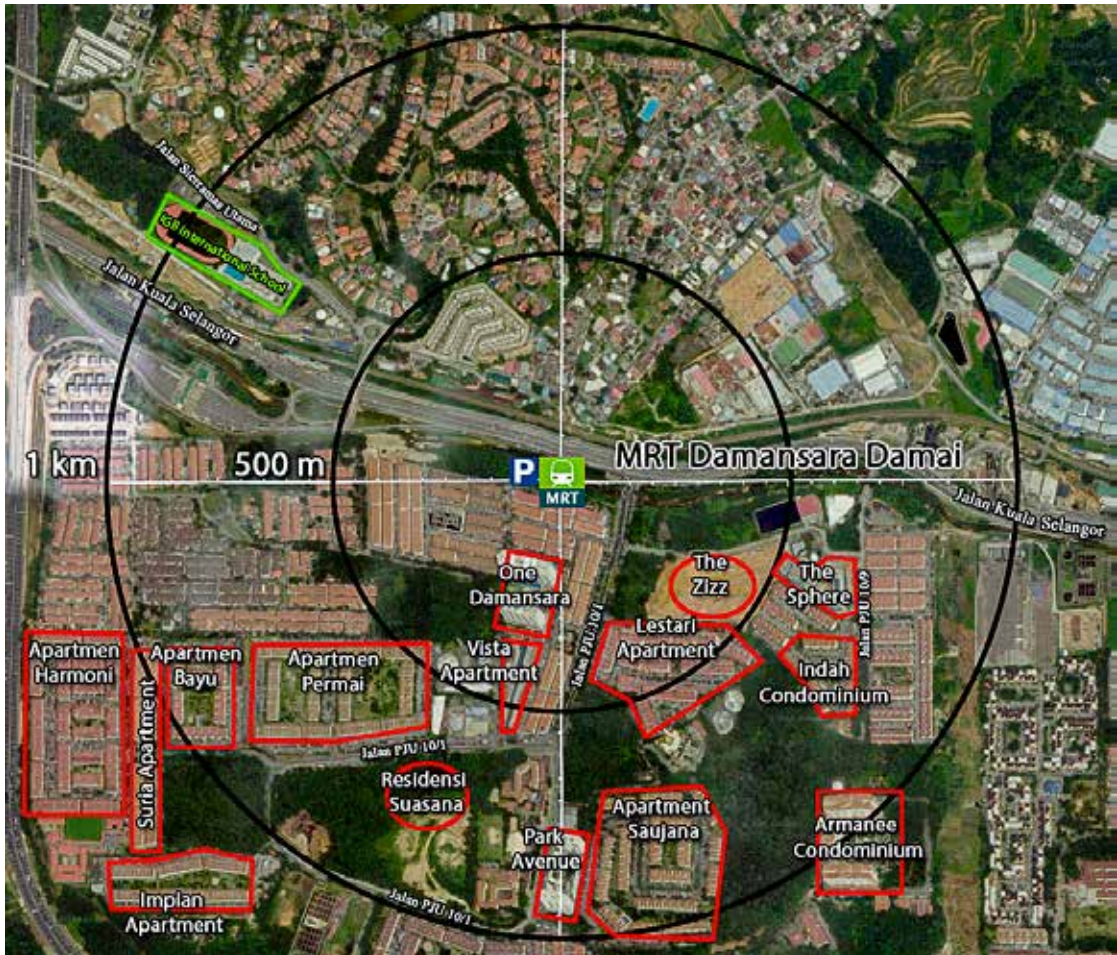 Jalan Sierramas Utama
IGB International School
Jalan Kuala Selangor
1 km
500 m
P
MRT
MRT Damansara Damai
Jalan Kuala Selangor
One
Damansara
The
Zizz
The
Sphere
Jalan PJU 10/9
Jalan PJU 10/1
Apartmen
Harmoni
Suria Apartment
Apartmen
Bayu
Apartmen
Permai
Vista
Apartment
Lestari
Apartment
Indah
Condominium
Jalan PJU 10/1
Residensi
Suasana
Park
Avenue
Apartment
Saujana
Armanee
Condominium
Impian
Apartment
Jalan PJU 10/1